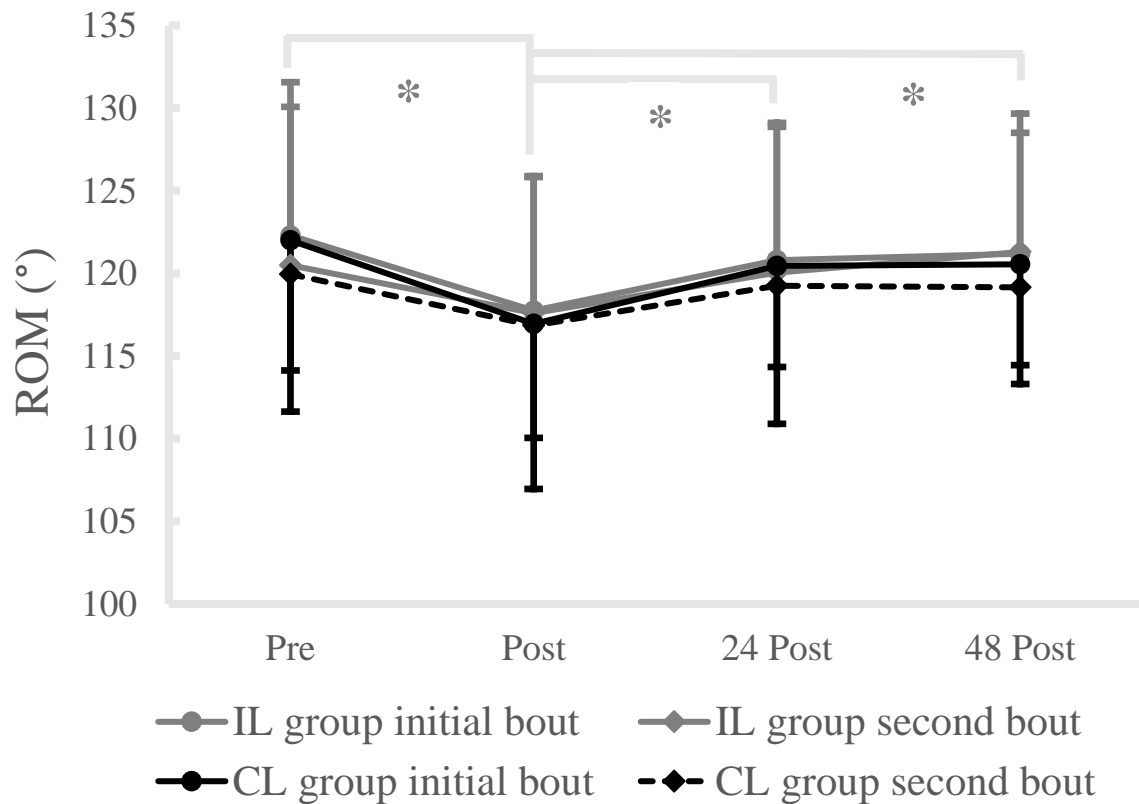 135
130
125
120
115
110
105
100
ROM (°)
* * *
Pre Post 24 Post 48 Post
IL group initial bout IL group second bout
CL group initial bout CL group second bout